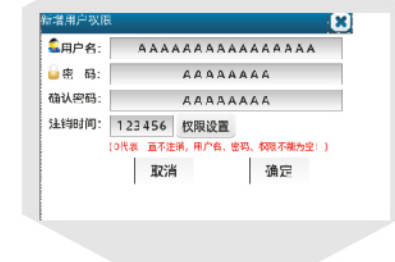 新增用户权限
用户名: AAAAAAAAAAAAAAAA
密 码: AAAAAAAA
确认密码: AAAAAAAA
注销时间: 123456 权限设置
(0代表一直不注消, 用户名、密码、权限不能为空! )
取消 确定